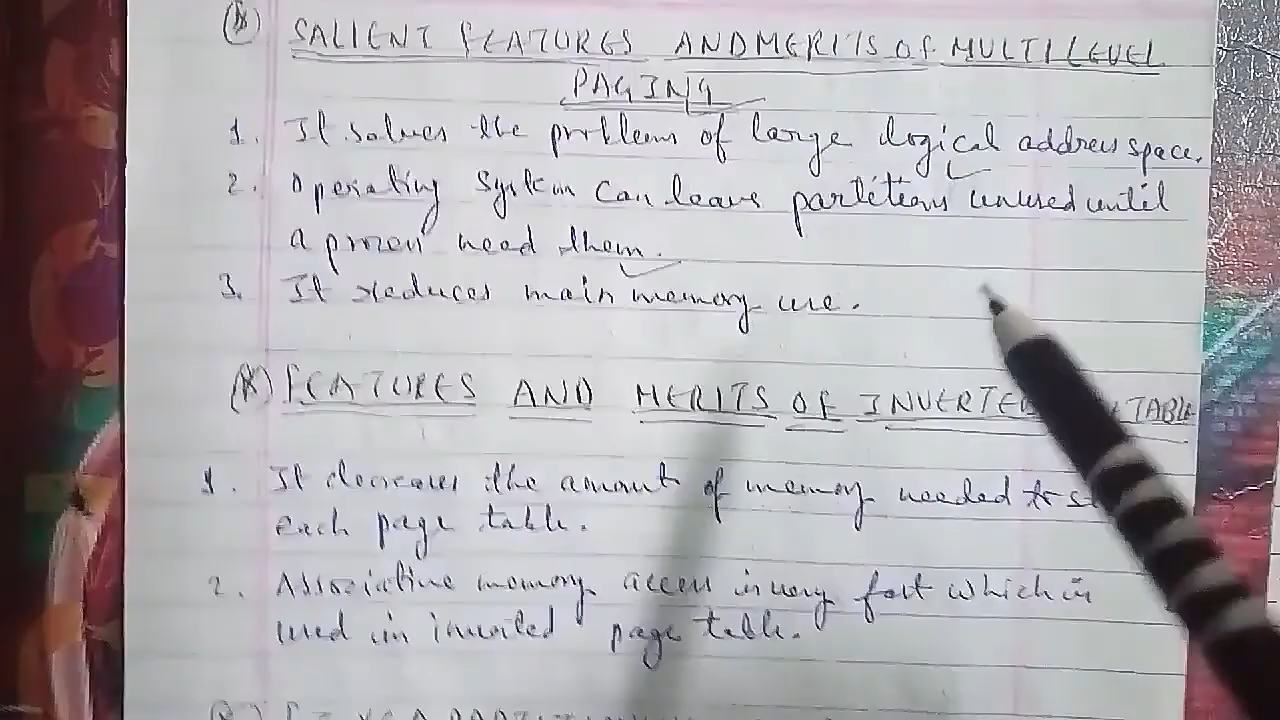 SALIENT FEATURES AND MERITS OF MULTILEVEL
PAGING
1. It solves the problem of large logical address space.
2. Operating System can leave partitions unused until
a process need them.
3. It reduces main memory use.
(K) FEATURES AND MERITS OF INVERTED TABLE
1. It decreases the amount of memory needed to
each page table.
2. Associative memory access is very fast which is
used in inverted page table.